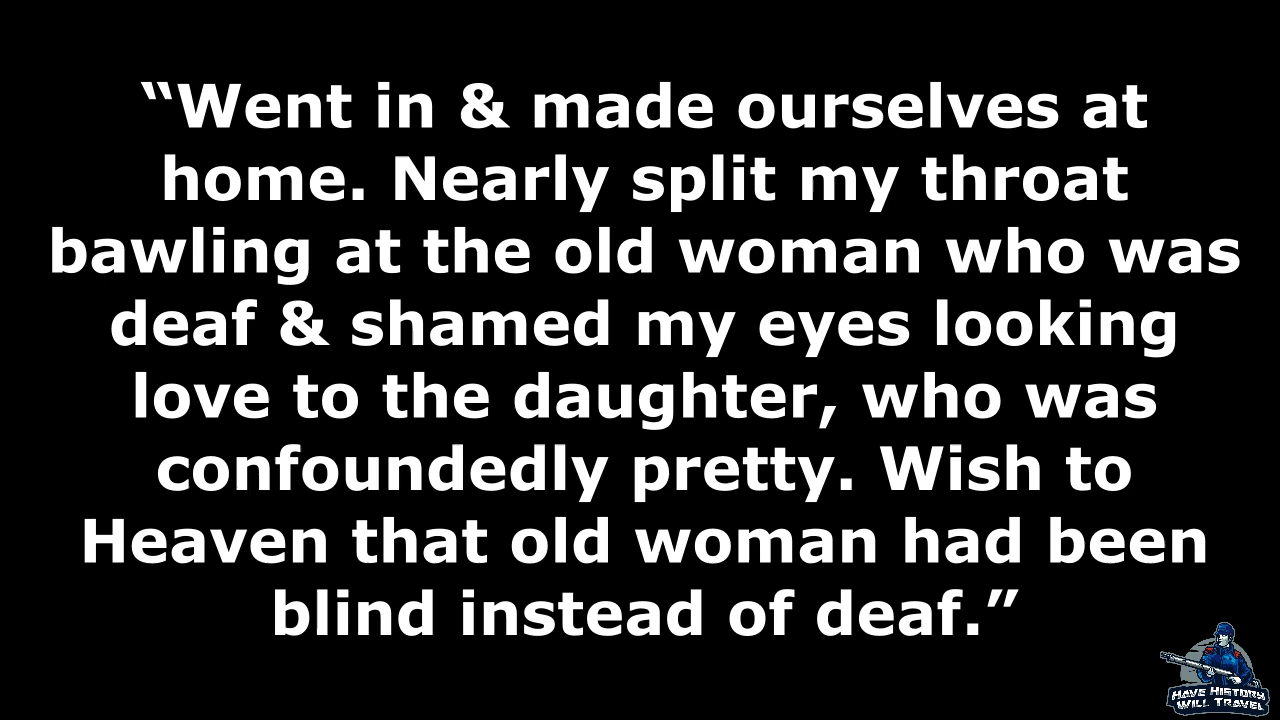 “Went in & made ourselves at
home. Nearly split my throat
bawling at the old woman who was
deaf & shamed my eyes looking
love to the daughter, who was
confoundedly pretty. Wish to
Heaven that old woman had been
blind instead of deaf.”
HAVE HISTORY
WILL TRAVEL